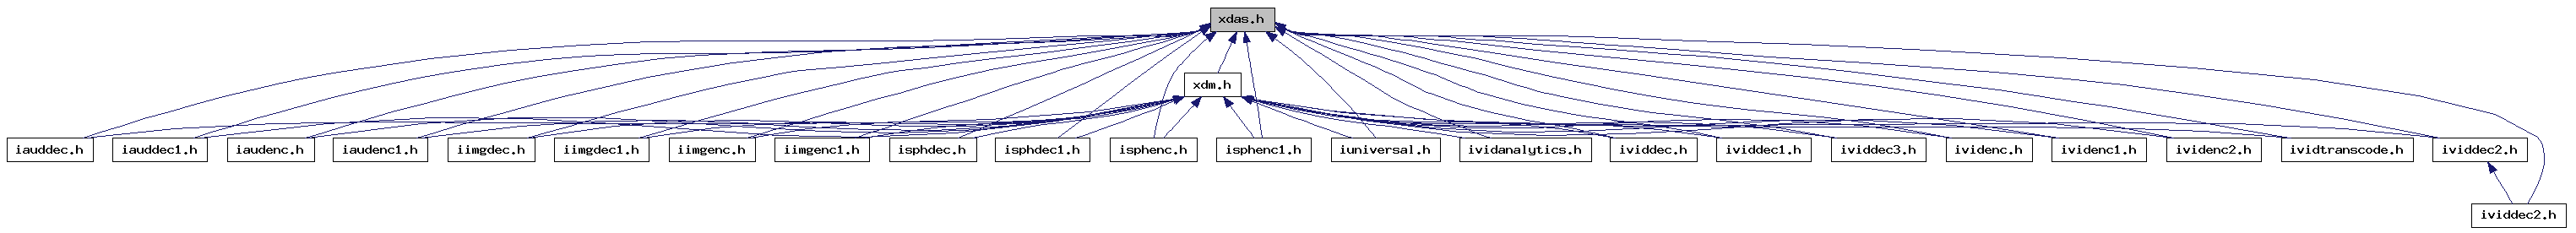 xdas.h
xdm.h
iauddec.h
iauddec1.h
iaudenc.h
iaudenc1.h
iimgdec.h
iimgdec1.h
iimgenc.h
iimgenc1.h
isphdec.h
isphdec1.h
isphenc.h
isphenc1.h
iuniversal.h
ividanalytics.h
ividdec.h
ividdec1.h
ividdec3.h
ividenc.h
ividenc1.h
ividenc2.h
ividtranscode.h
ividdec2.h
ividdec2.h